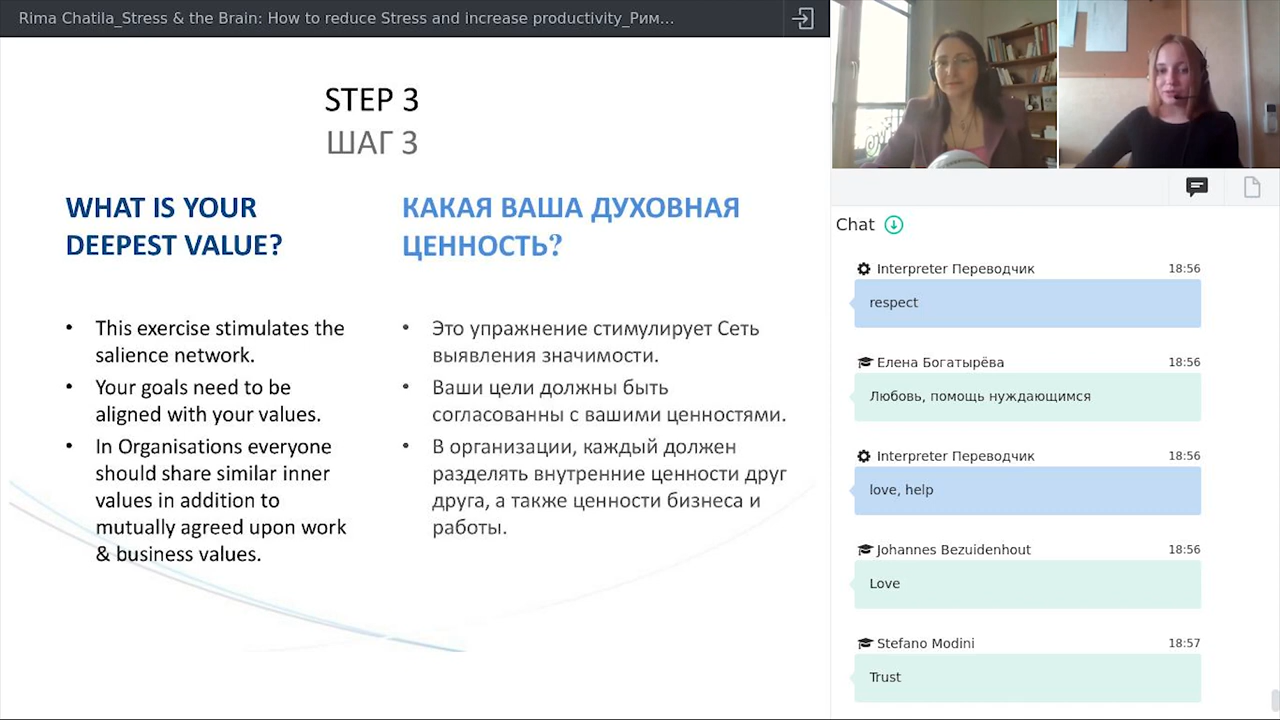 Rima Chatila_Stress & the Brain: How to reduce Stress and increase productivity_Рим...
STEP 3
ШАГ 3
WHAT IS YOUR
DEEPEST VALUE?
• This exercise stimulates the
salience network.
• Your goals need to be
aligned with your values.
• In Organisations everyone
should share similar inner
values in addition to
mutually agreed upon work
& business values.
КАКАЯ ВАША ДУХОВНАЯ
ЦЕННОСТЬ?
• Это упражнение стимулирует Сеть
выявления значимости.
• Ваши цели должны быть
согласованны с вашими ценностями.
• В организации, каждый должен
разделять внутренние ценности друг
друга, а также ценности бизнеса и
работы.
Chat
Interpreter Переводчик 18:56
respect
Елена Богатырёва 18:56
Любовь, помощь нуждающимся
Interpreter Переводчик 18:56
love, help
Johannes Bezuidenhout 18:56
Love
Stefano Modini 18:57
Trust